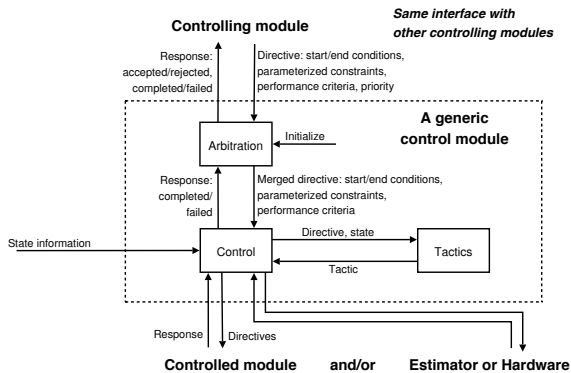 Controlling module
Same interface with
other controlling modules
Response:
accepted/rejected,
completed/failed
Directive: start/end conditions,
parameterized constraints,
performance criteria, priority
A generic
control module
Arbitration
Initialize
Response:
completed/
failed
Merged directive: start/end conditions,
parameterized constraints,
performance criteria
State information
Control
Directive, state
Tactic
Tactics
Response
Directives
Controlled module and/or Estimator or Hardware